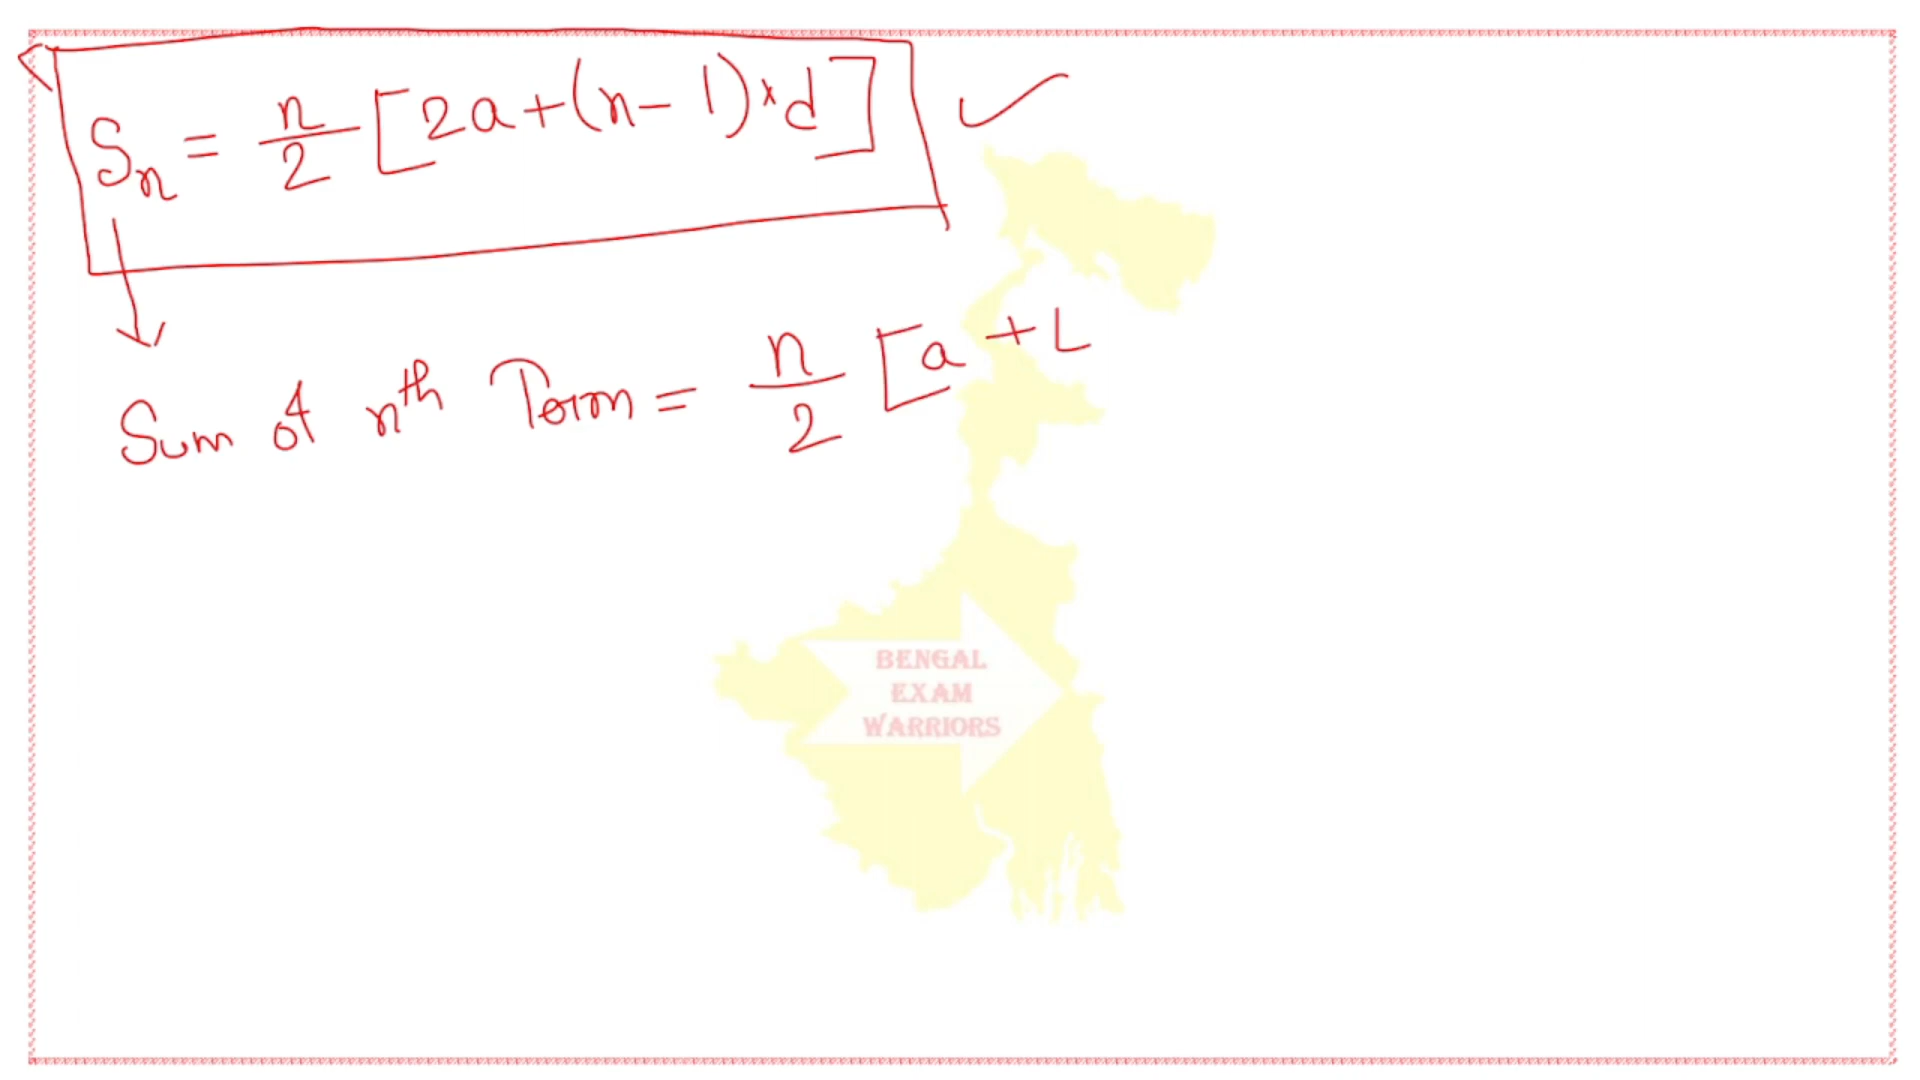 Sn = n/2 [2a+(n-1)×d]
Sum of nth Term = n/2 [a+L
BENGAL
EXAM
WARRIORS